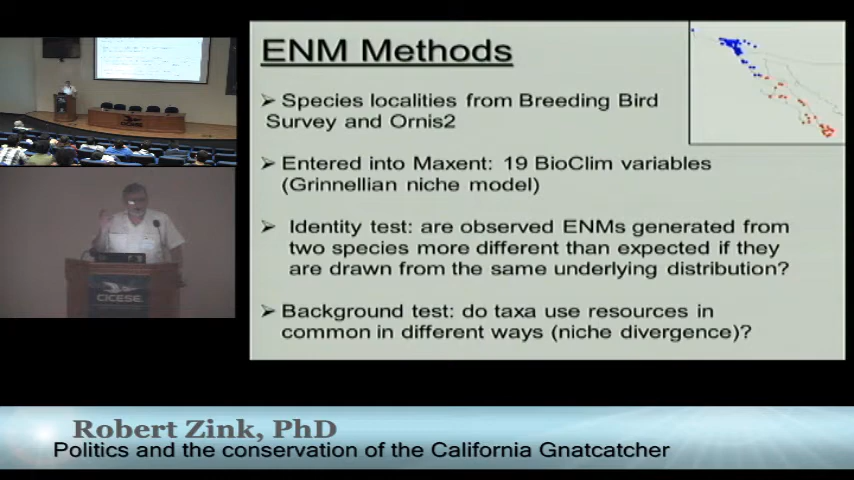 ENM Methods
➢ Species localities from Breeding Bird
Survey and Ornis2
➢ Entered into Maxent: 19 BioClim variables
(Grinnellian niche model)
➢ Identity test: are observed ENMs generated from
two species more different than expected if they
are drawn from the same underlying distribution?
➢ Background test: do taxa use resources in
common in different ways (niche divergence)?
CICESE
Robert Zink, PhD
Politics and the conservation of the California Gnatcatcher